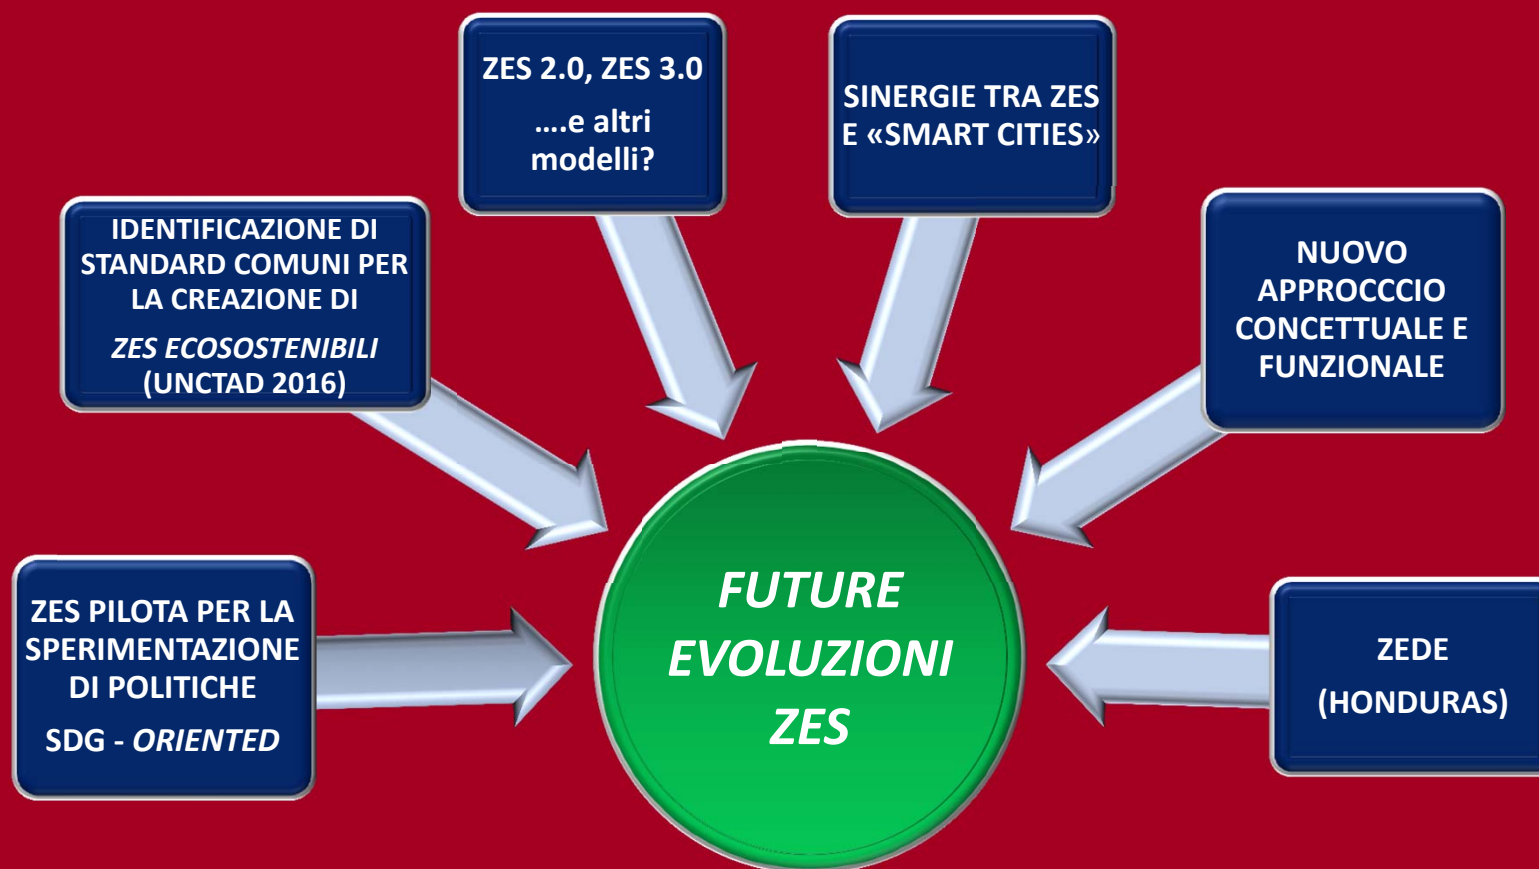 ZES 2.0, ZES 3.0
....e altri
modelli?
SINERGIE TRA ZES
E «SMART CITIES»
IDENTIFICAZIONE DI
STANDARD COMUNI PER
LA CREAZIONE DI
ZES ECOSOSTENIBILI
(UNCTAD 2016)
NUOVO
APPROCCCIO
CONCETTUALE E
FUNZIONALE
ZES PILOTA PER LA
SPERIMENTAZIONE
DI POLITICHE
SDG - ORIENTED
FUTURE
EVOLUZIONI
ZES
ZEDE
(HONDURAS)